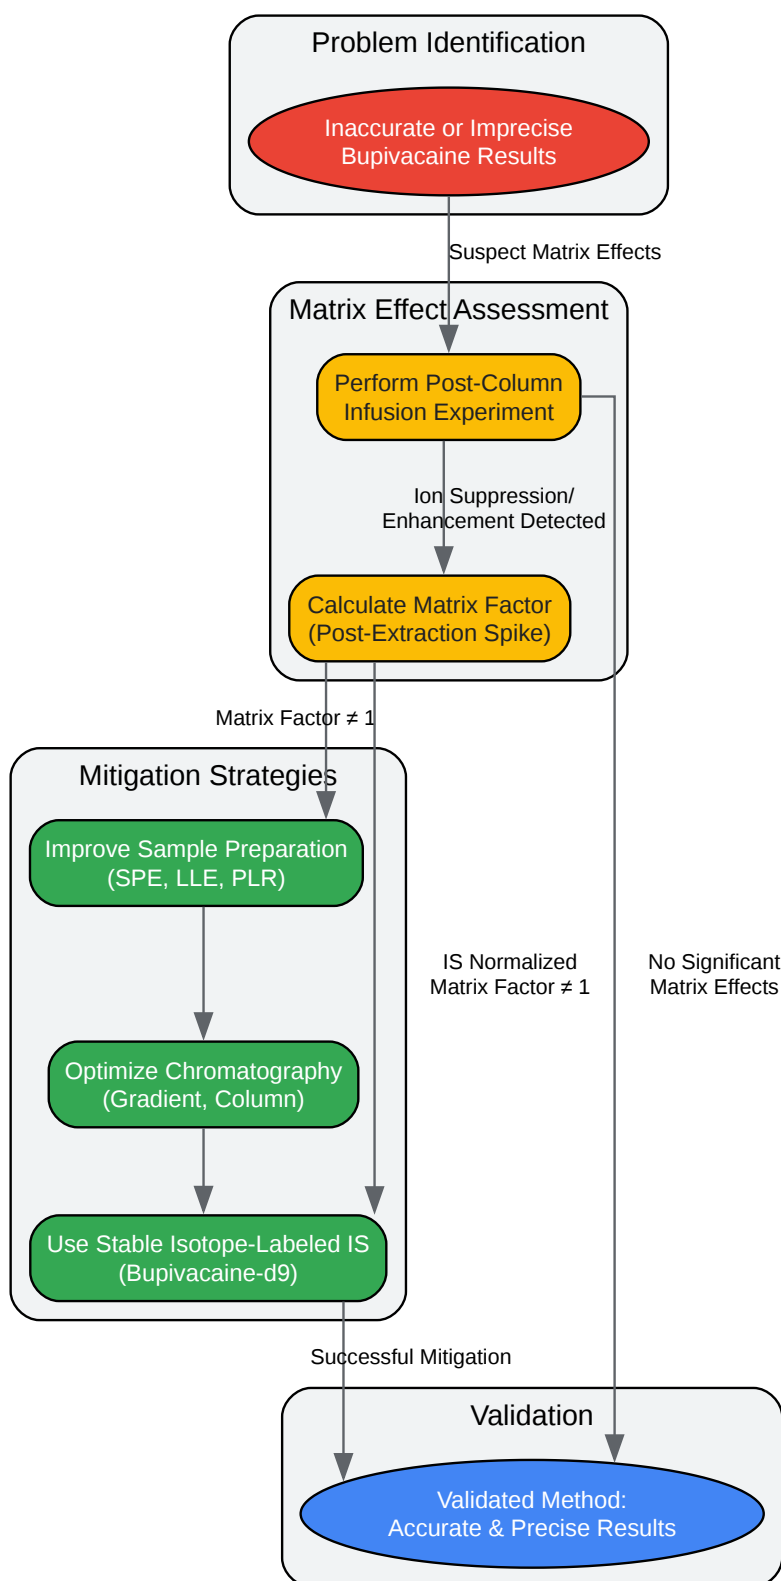 Problem Identification
Inaccurate or Imprecise
Bupivacaine Results
Suspect Matrix Effects
Matrix Effect Assessment
Perform Post-Column
Infusion Experiment
Ion Suppression/
Enhancement Detected
Calculate Matrix Factor
(Post-Extraction Spike)
Matrix Factor ≠ 1
Mitigation Strategies
Improve Sample Preparation
(SPE, LLE, PLR)
IS Normalized
Matrix Factor ≠ 1
No Significant
Matrix Effects
Optimize Chromatography
(Gradient, Column)
Use Stable Isotope-Labeled IS
(Bupivacaine-d9)
Successful Mitigation
Validation
Validated Method:
Accurate & Precise Results